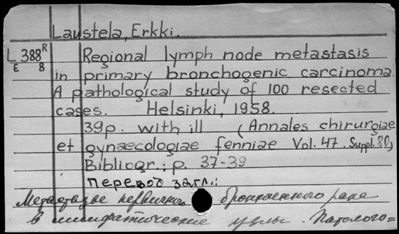 Laustela, Erkki.
L 388 R
E 8
Regional lymph node metastasis
in primary bronchogenic carcinoma.
A pathological study of 100 resected
cases. Helsinki, 1958.
39p. with ill (Annales chirurgiae
et gynaecologiae fenniae Vol. 47. Suppl. 80)
Bibliogr.: p. 37-39
перевод загл.:
Метастазы первичного бронхогенного рака
в лимфатические узлы. Патолого=